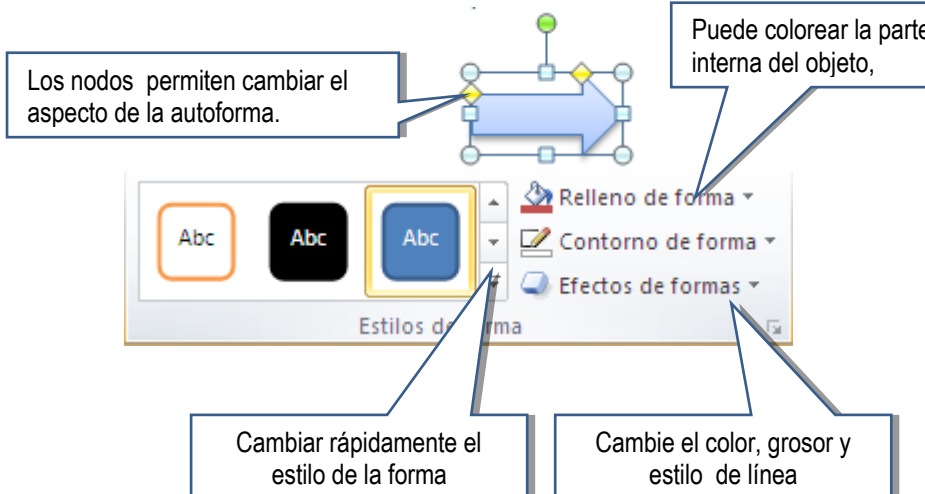 Puede colorear la parte
interna del objeto,
Los nodos permiten cambiar el
aspecto de la autoforma.
Abc
Abc
Abc
Relleno de forma
Contorno de forma
Efectos de formas
Estilos de forma
Cambiar rápidamente el
estilo de la forma
Cambie el color, grosor y
estilo de línea